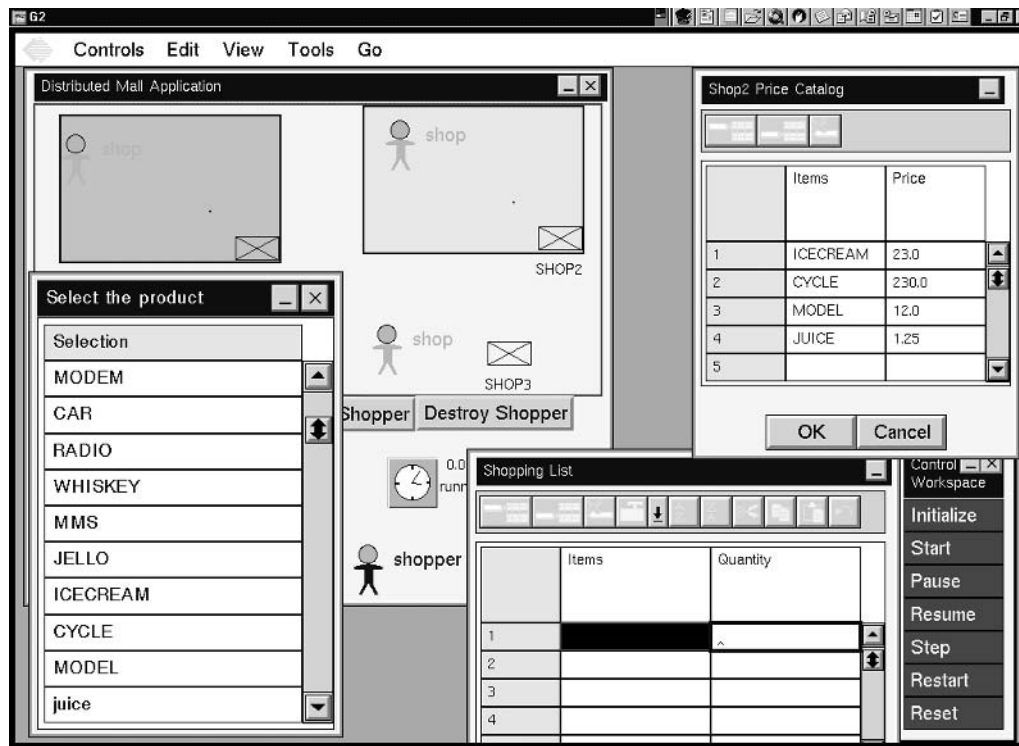 G2
Controls Edit View Tools Go
Distributed Mall Application
shop
shop
SHOP2
shop
SHOP3
Shopper
Destroy Shopper
0.0
runn
shopper
Select the product
Selection
MODEM
CAR
RADIO
WHISKEY
MMS
JELLO
ICECREAM
CYCLE
MODEL
juice
Shop2 Price Catalog
Items Price
1 ICECREAM 23.0
2 CYCLE 230.0
3 MODEL 12.0
4 JUICE 1.25
5
OK Cancel
Shopping List
Items Quantity
1
2
3
4
Control
Workspace
Initialize
Start
Pause
Resume
Step
Restart
Reset